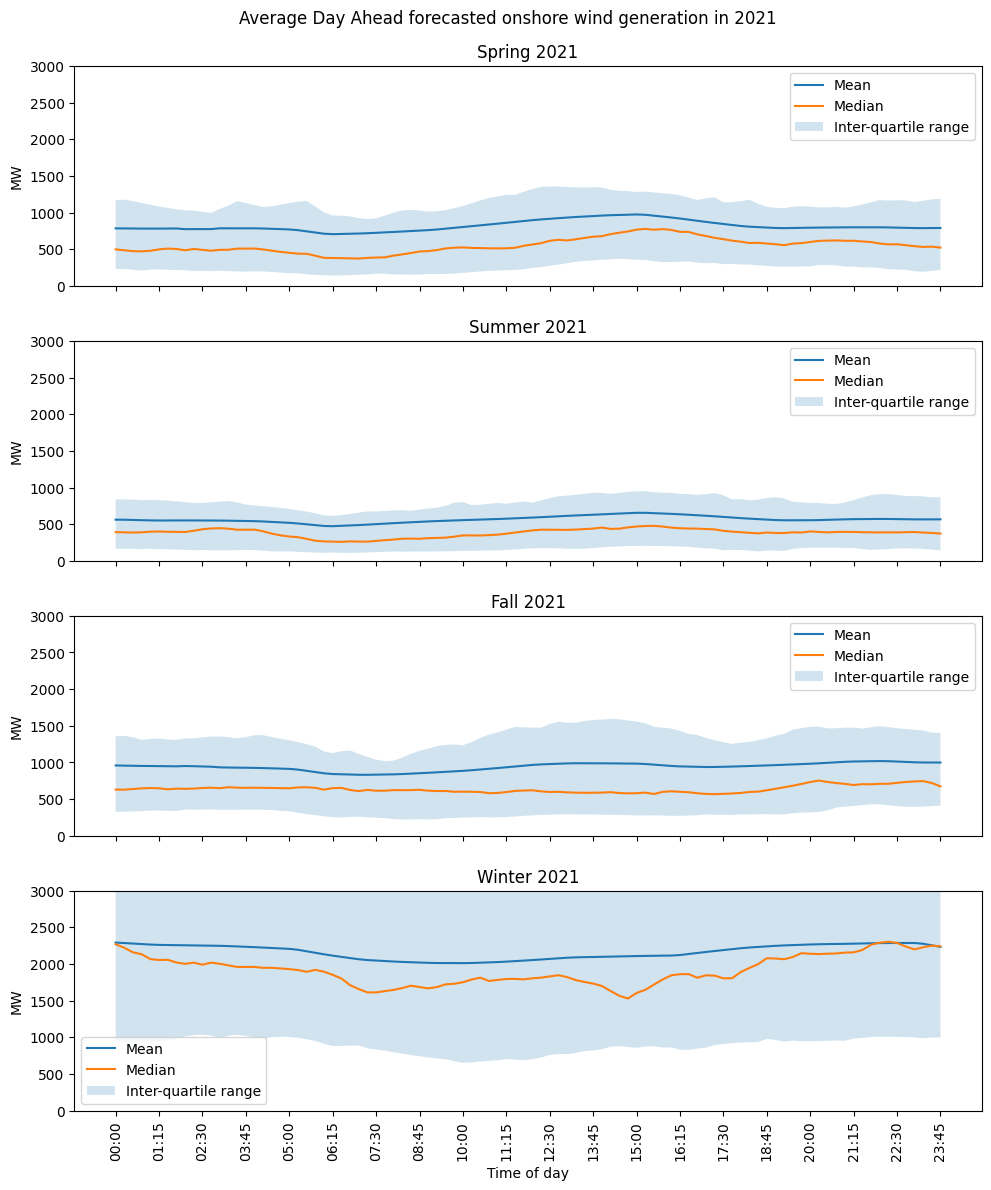 Average Day Ahead forecasted onshore wind generation in 2021
Spring 2021
3000
2500
2000
1500
1000
500
0
MW
Mean
Median
Inter-quartile range
Summer 2021
3000
2500
2000
1500
1000
500
0
MW
Mean
Median
Inter-quartile range
Fall 2021
3000
2500
2000
1500
1000
500
0
MW
Mean
Median
Inter-quartile range
Winter 2021
3000
2500
2000
1500
1000
500
0
MW
Mean
Median
Inter-quartile range
00:00
01:15
02:30
03:45
05:00
06:15
07:30
08:45
10:00
11:15
12:30
13:45
15:00
16:15
17:30
18:45
20:00
21:15
22:30
23:45
Time of day